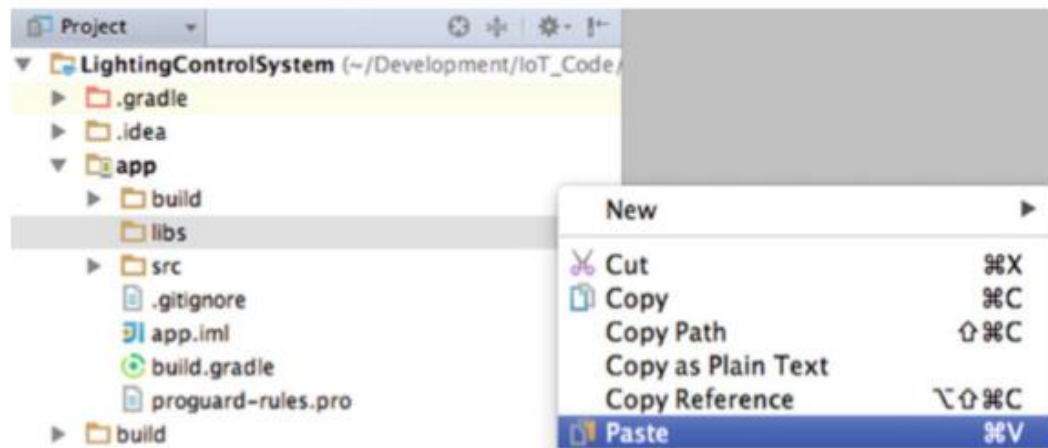 Project
LightingControlSystem (~/Development/IoT_Code/
.gradle
.idea
app
build
libs
src
.gitignore
app.iml
build.gradle
proguard-rules.pro
build
New
Cut ⌘X
Copy ⌘C
Copy Path ⇧⌘C
Copy as Plain Text
Copy Reference ⌥⇧⌘C
Paste ⌘V